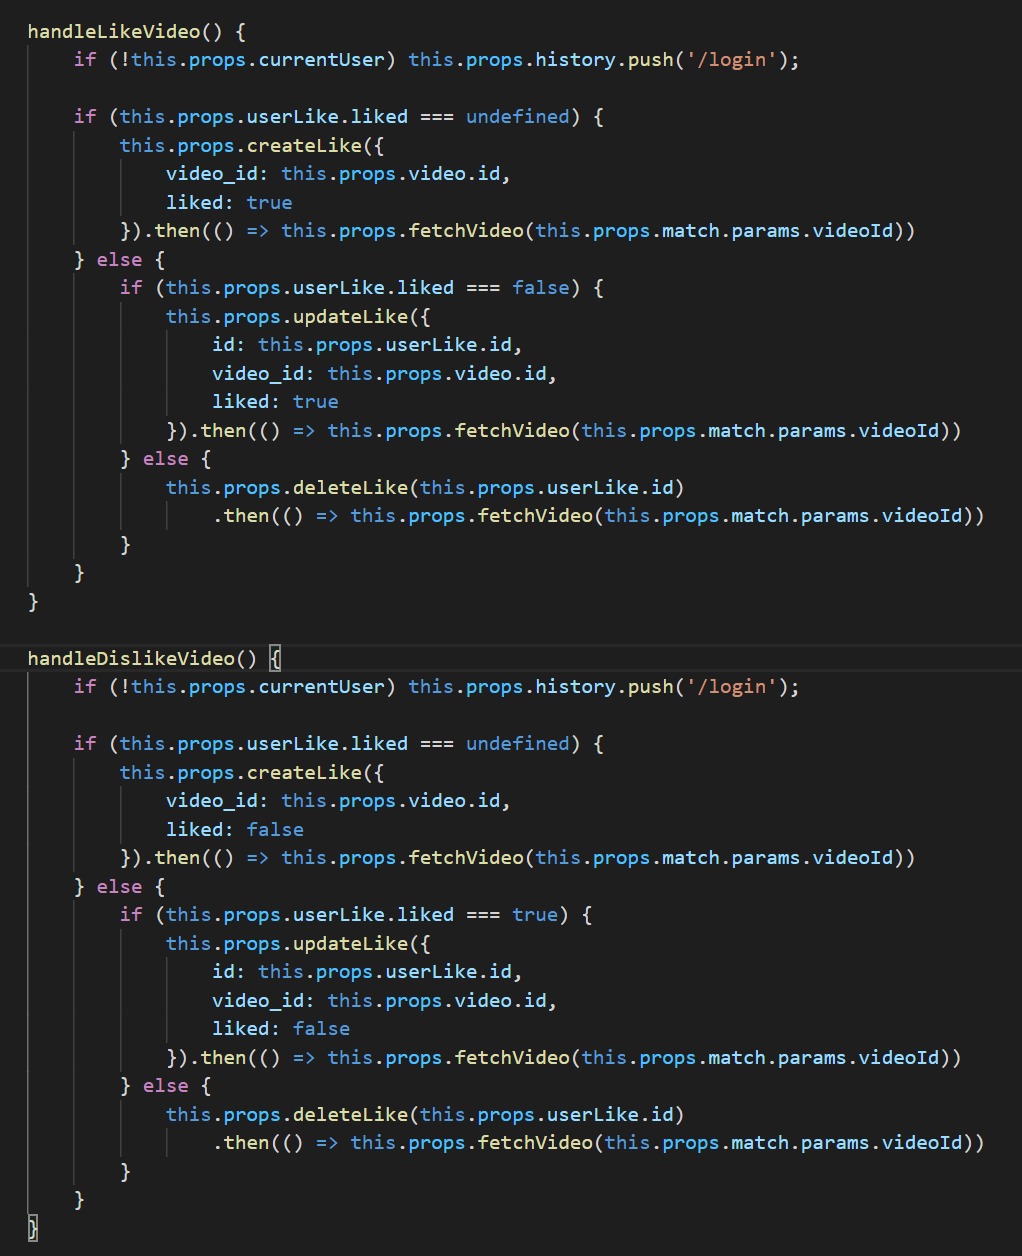 handleLikeVideo() {
    if (!this.props.currentUser) this.props.history.push('/login');

    if (this.props.userLike.liked === undefined) {
        this.props.createLike({
            video_id: this.props.video.id,
            liked: true
        }).then(() => this.props.fetchVideo(this.props.match.params.videoId))
    } else {
        if (this.props.userLike.liked === false) {
            this.props.updateLike({
                id: this.props.userLike.id,
                video_id: this.props.video.id,
                liked: true
            }).then(() => this.props.fetchVideo(this.props.match.params.videoId))
        } else {
            this.props.deleteLike(this.props.userLike.id)
                .then(() => this.props.fetchVideo(this.props.match.params.videoId))
        }
    }
}

handleDislikeVideo() {
    if (!this.props.currentUser) this.props.history.push('/login');

    if (this.props.userLike.liked === undefined) {
        this.props.createLike({
            video_id: this.props.video.id,
            liked: false
        }).then(() => this.props.fetchVideo(this.props.match.params.videoId))
    } else {
        if (this.props.userLike.liked === true) {
            this.props.updateLike({
                id: this.props.userLike.id,
                video_id: this.props.video.id,
                liked: false
            }).then(() => this.props.fetchVideo(this.props.match.params.videoId))
        } else {
            this.props.deleteLike(this.props.userLike.id)
                .then(() => this.props.fetchVideo(this.props.match.params.videoId))
        }
    }
}